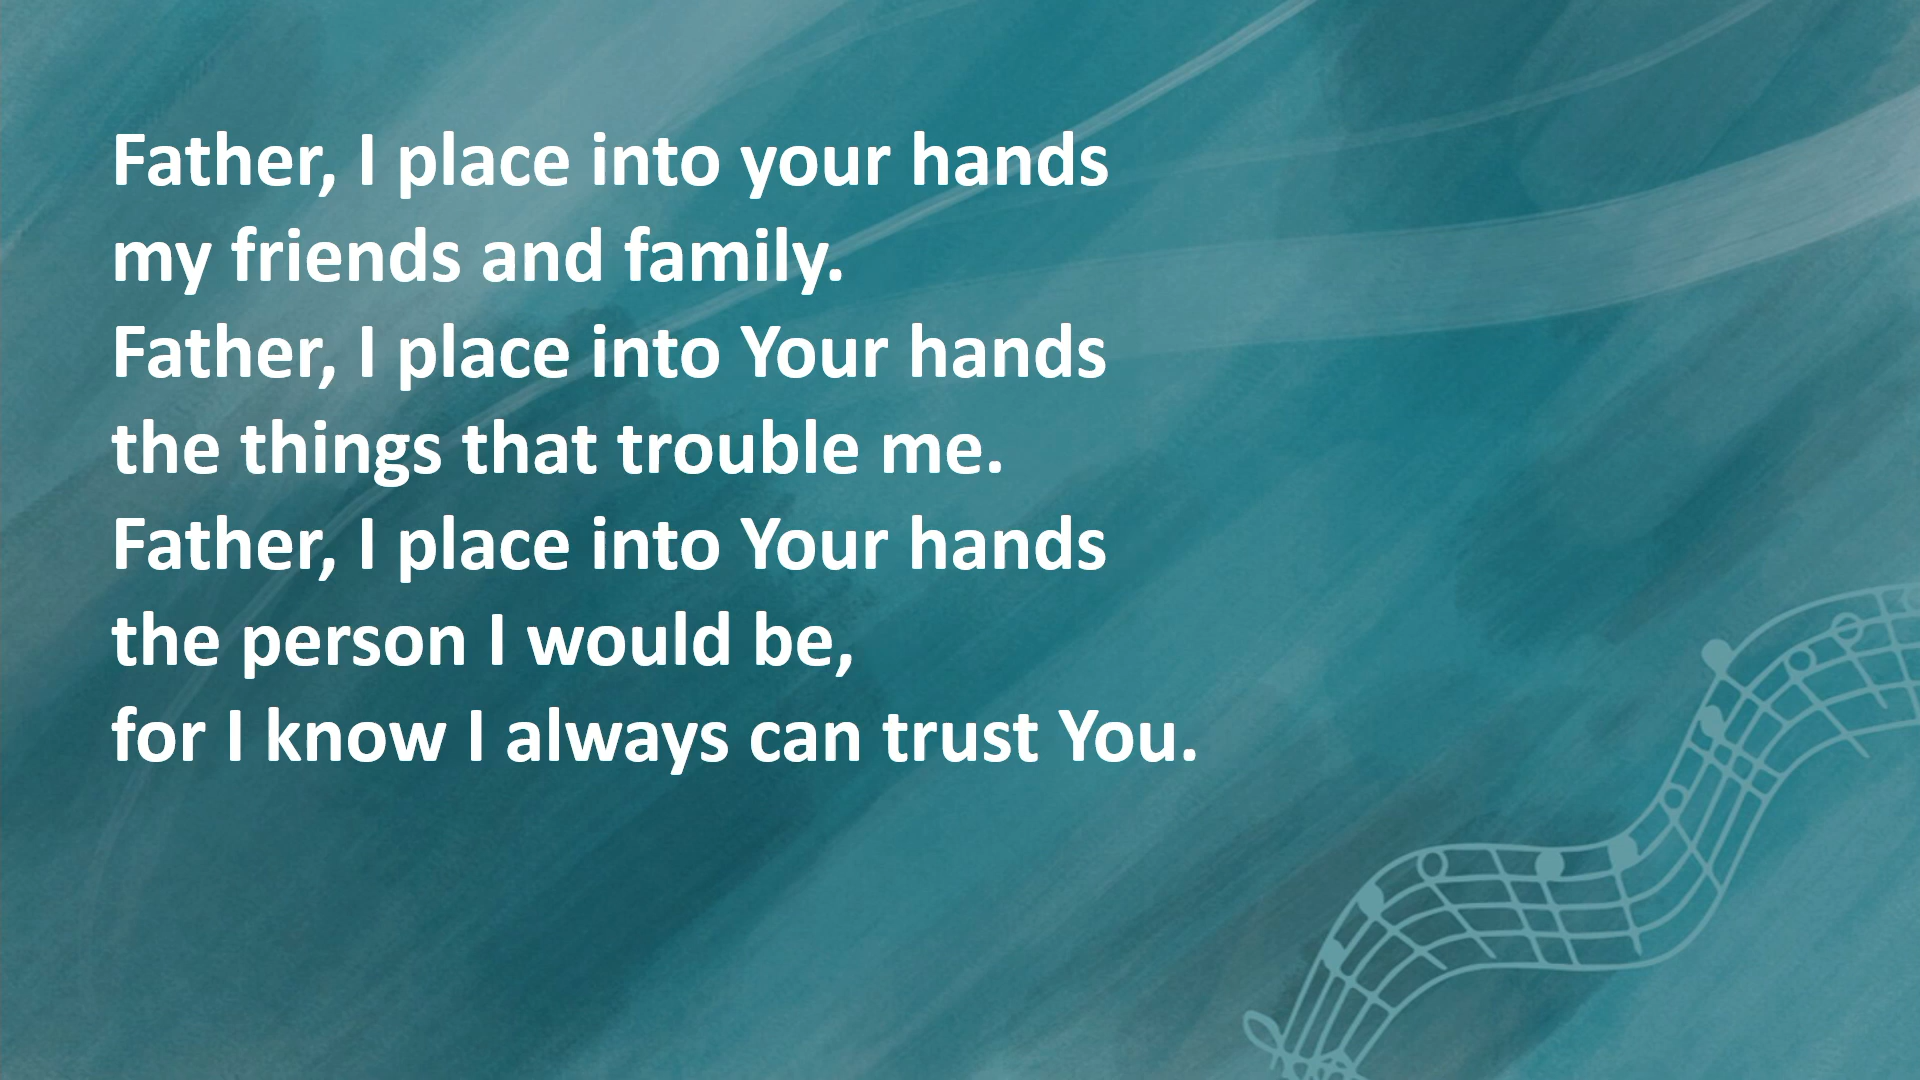 Father, I place into your hands
my friends and family.
Father, I place into Your hands
the things that trouble me.
Father, I place into Your hands
the person I would be,
for I know I always can trust You.